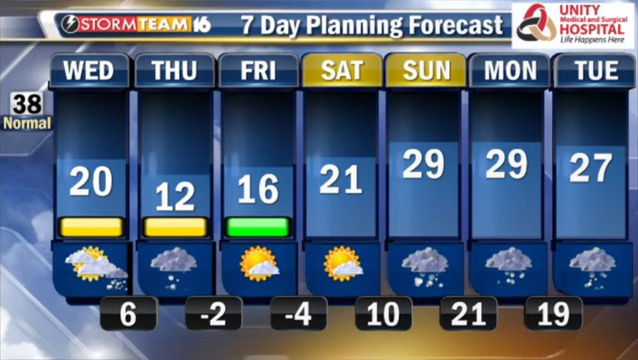 STORMTEAM 16
7 Day Planning Forecast
UNITY
Medical and Surgical
HOSPITAL
Life Happens Here
WED THU FRI SAT SUN MON TUE
38
Normal
20 12 16 21 29 29 27
6 -2 -4 10 21 19